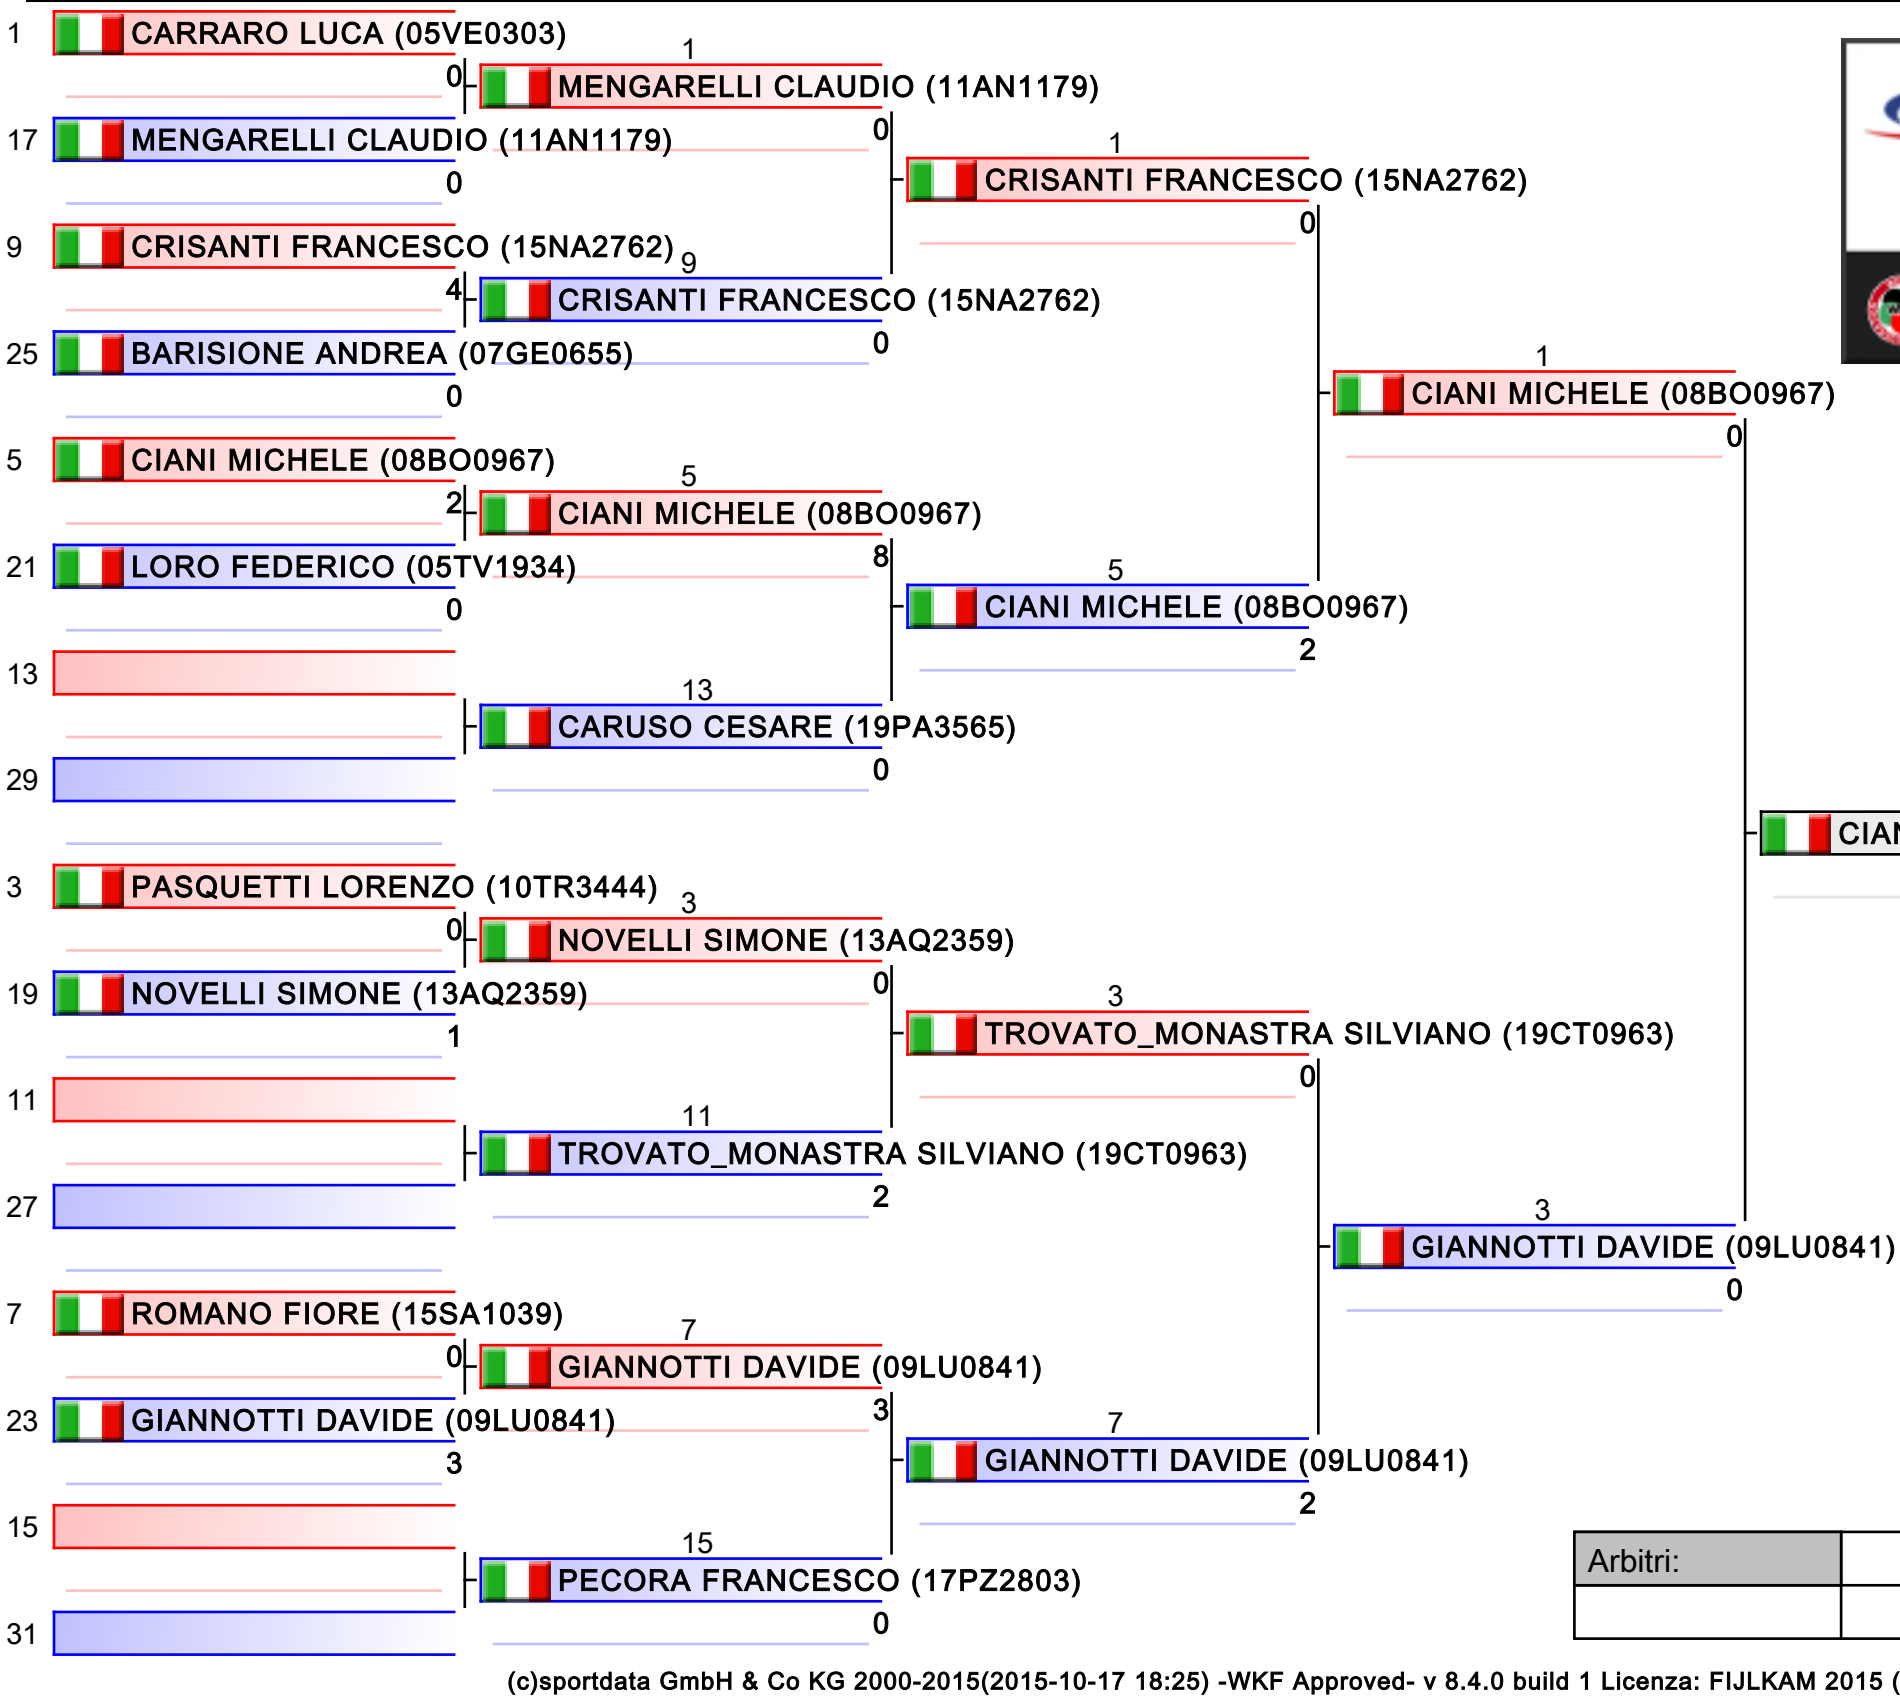 1 CARRARO LUCA (05VE0303)
0
1
MENGARELLI CLAUDIO (11AN1179)
0
17 MENGARELLI CLAUDIO (11AN1179)
0
1
CRISANTI FRANCESCO (15NA2762)
0
9 CRISANTI FRANCESCO (15NA2762)
4
9
CRISANTI FRANCESCO (15NA2762)
0
25 BARISIONE ANDREA (07GE0655)
0
1
CIANI MICHELE (08BO0967)
0
5 CIANI MICHELE (08BO0967)
2
5
CIANI MICHELE (08BO0967)
8
21 LORO FEDERICO (05TV1934)
0
5
CIANI MICHELE (08BO0967)
2
13
13
CARUSO CESARE (19PA3565)
0
29
CIAN
3 PASQUETTI LORENZO (10TR3444)
0
3
NOVELLI SIMONE (13AQ2359)
0
19 NOVELLI SIMONE (13AQ2359)
1
3
TROVATO_MONASTRA SILVIANO (19CT0963)
0
11
11
TROVATO_MONASTRA SILVIANO (19CT0963)
2
27
3
GIANNOTTI DAVIDE (09LU0841)
0
7 ROMANO FIORE (15SA1039)
0
7
GIANNOTTI DAVIDE (09LU0841)
3
23 GIANNOTTI DAVIDE (09LU0841)
3
7
GIANNOTTI DAVIDE (09LU0841)
2
15
15
PECORA FRANCESCO (17PZ2803)
0
31
Arbitri:
(c)sportdata GmbH & Co KG 2000-2015(2015-10-17 18:25) -WKF Approved- v 8.4.0 build 1 Licenza: FIJLKAM 2015 (